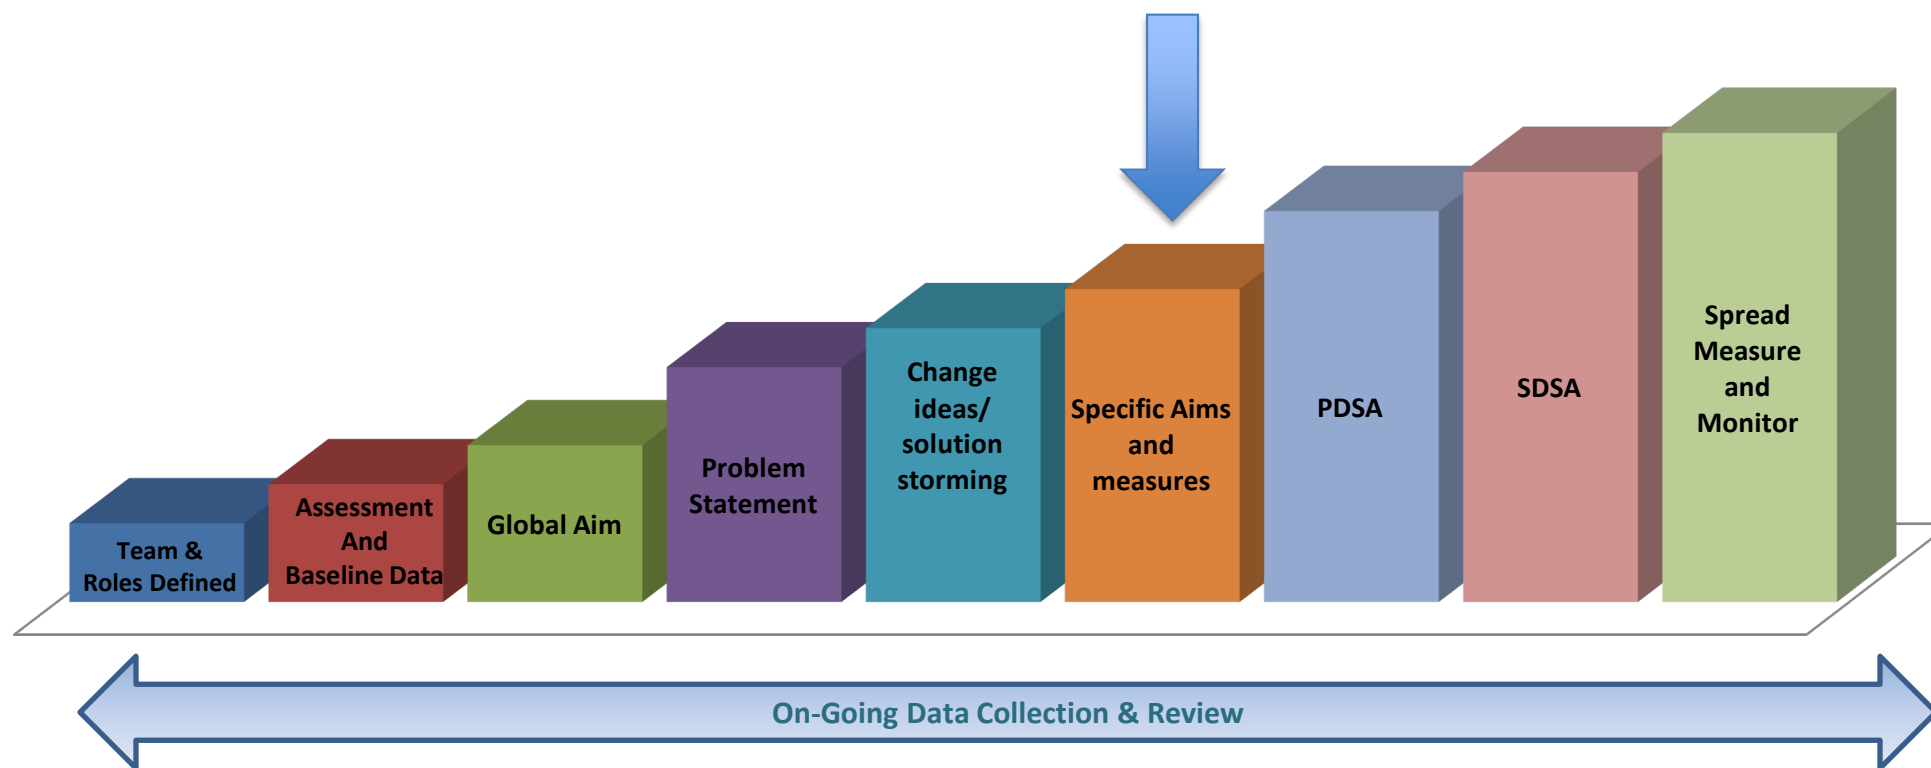 Team &
Roles Defined
Assessment
And
Baseline Data
Global Aim
Problem
Statement
Change
ideas/
solution
storming
Specific Aims
and
measures
PDSA
SDSA
Spread
Measure
and
Monitor
On-Going Data Collection & Review